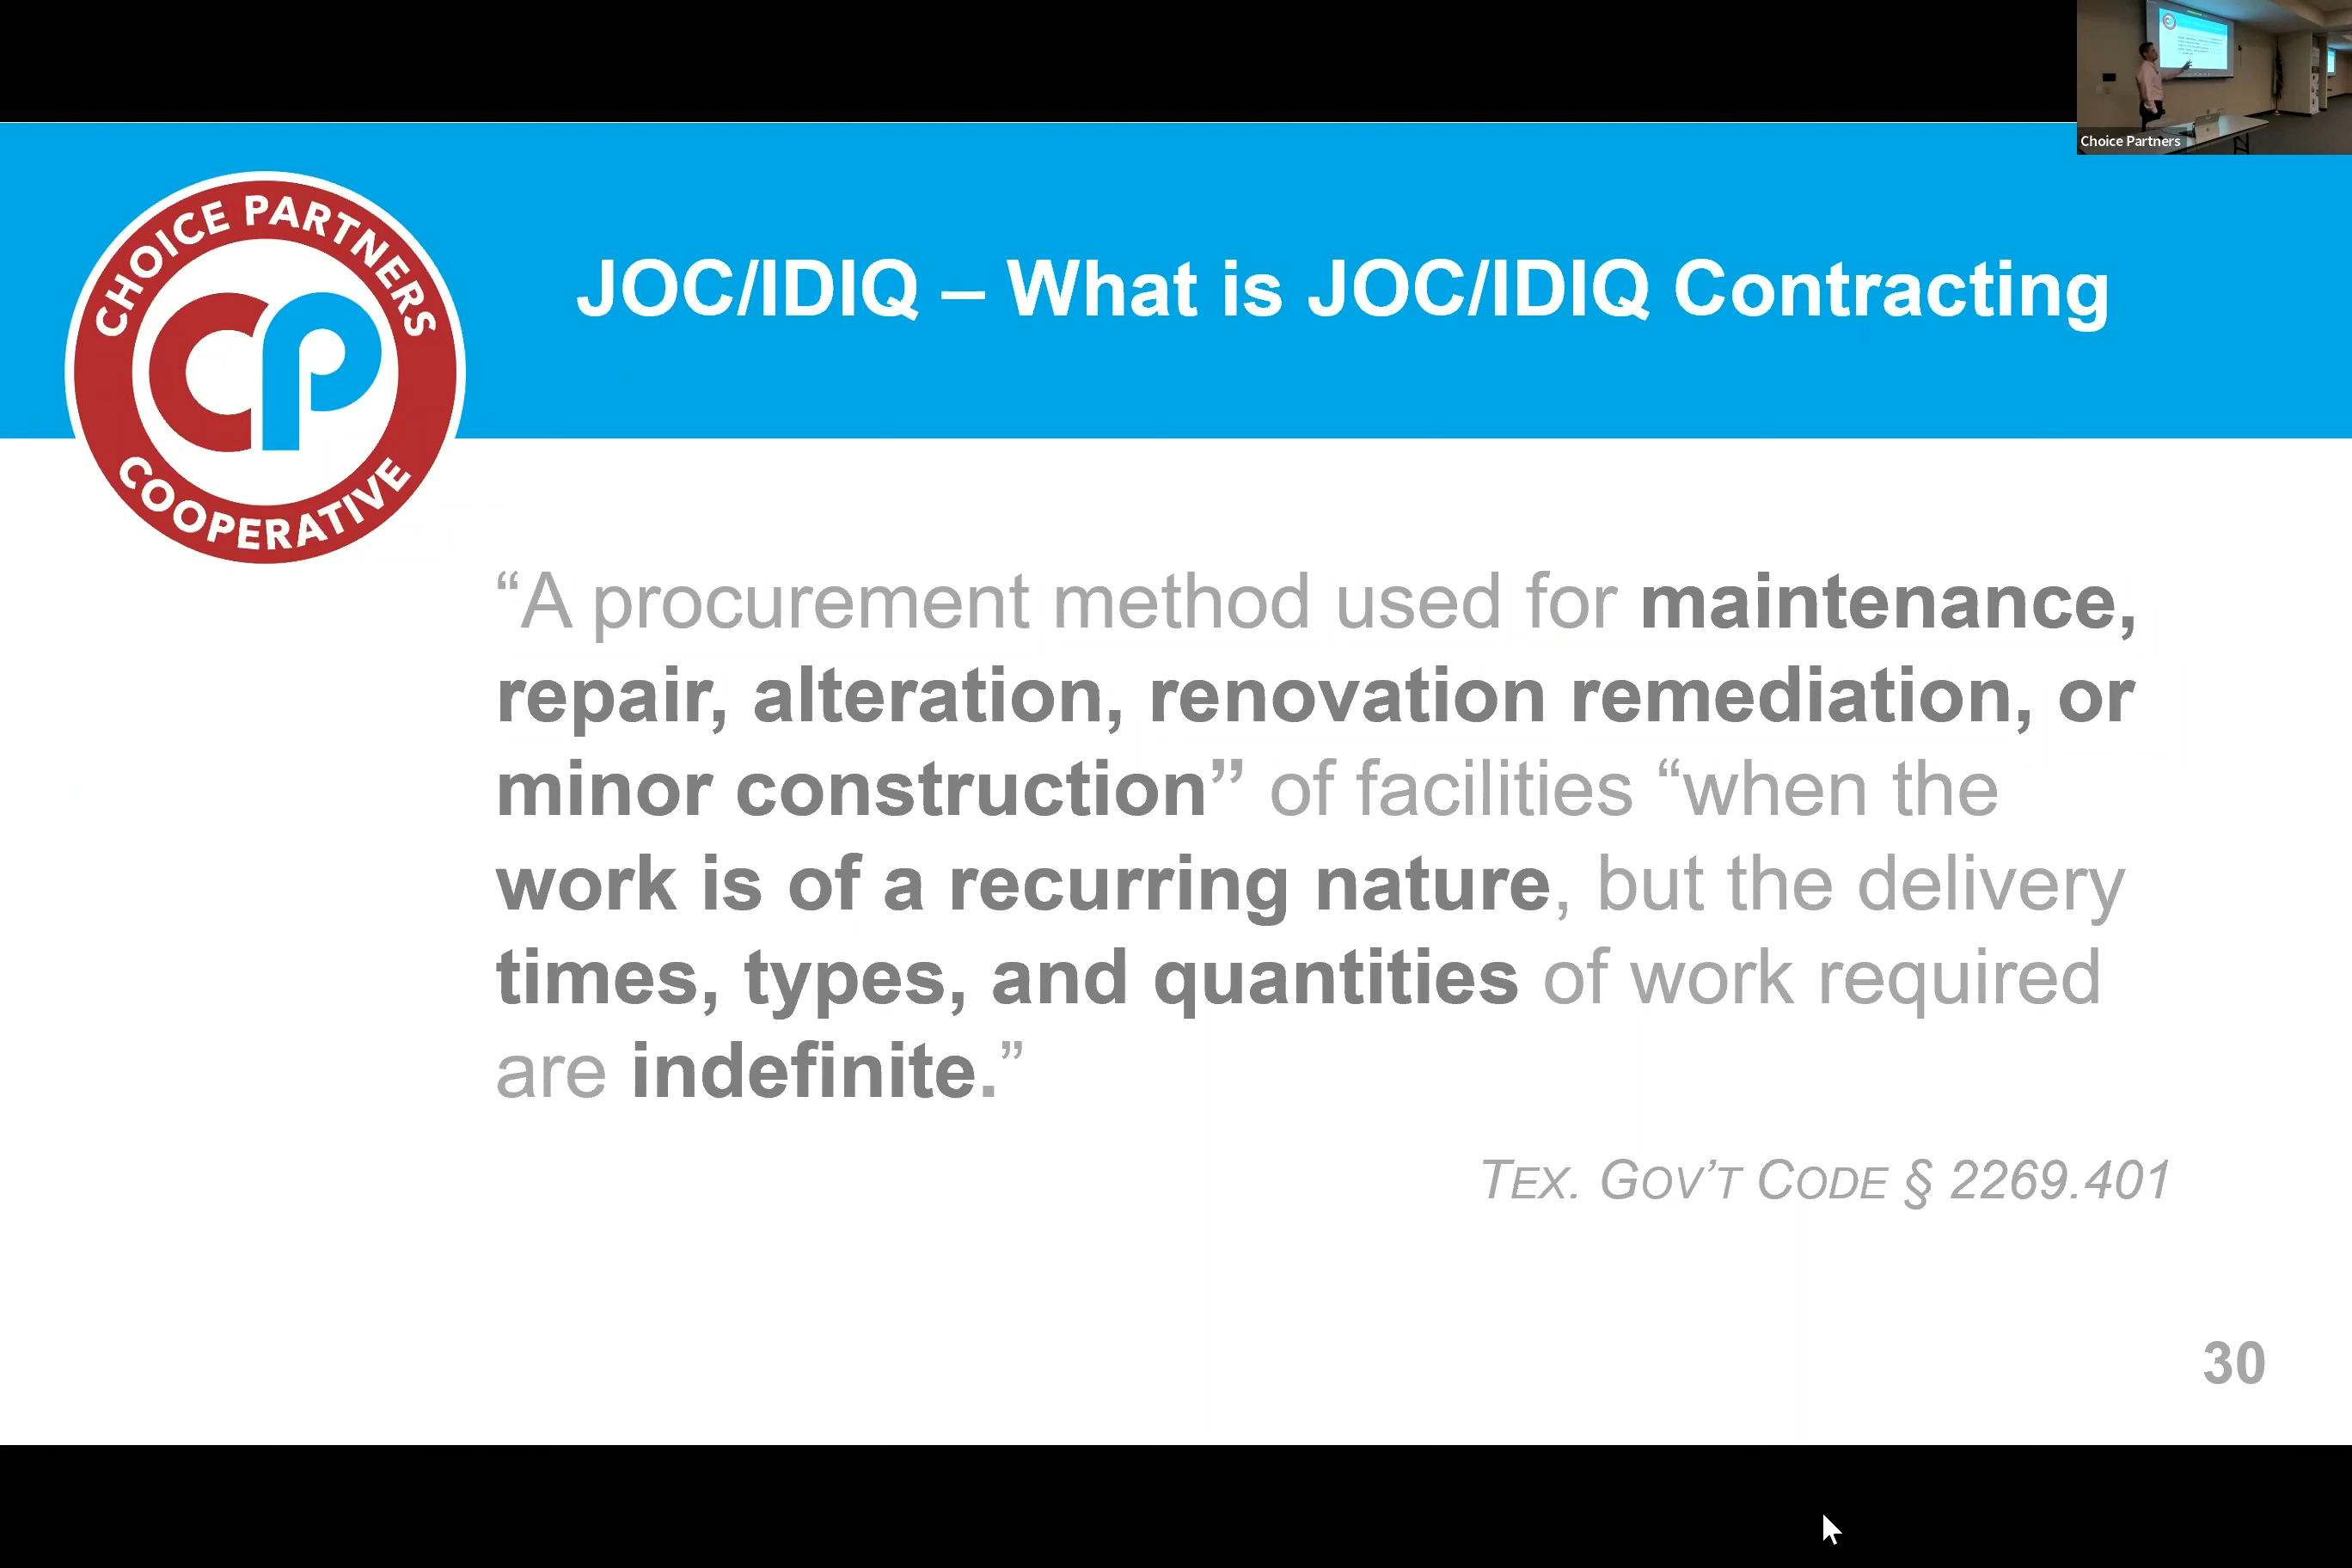 Choice Partners
CHOICE PARTNERS
CP
COOPERATIVE
JOC/IDIQ – What is JOC/IDIQ Contracting
“A procurement method used for maintenance,
repair, alteration, renovation remediation, or
minor construction” of facilities “when the
work is of a recurring nature, but the delivery
times, types, and quantities of work required
are indefinite.”
TEX. GOV’T CODE § 2269.401
30